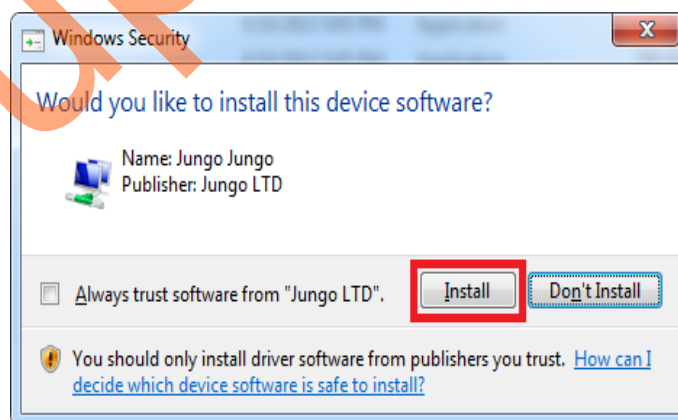 Windows Security
Would you like to install this device software?
Name: Jungo Jungo
Publisher: Jungo LTD
Always trust software from "Jungo LTD".
Install
Don't Install
You should only install driver software from publishers you trust. How can I
decide which device software is safe to install?